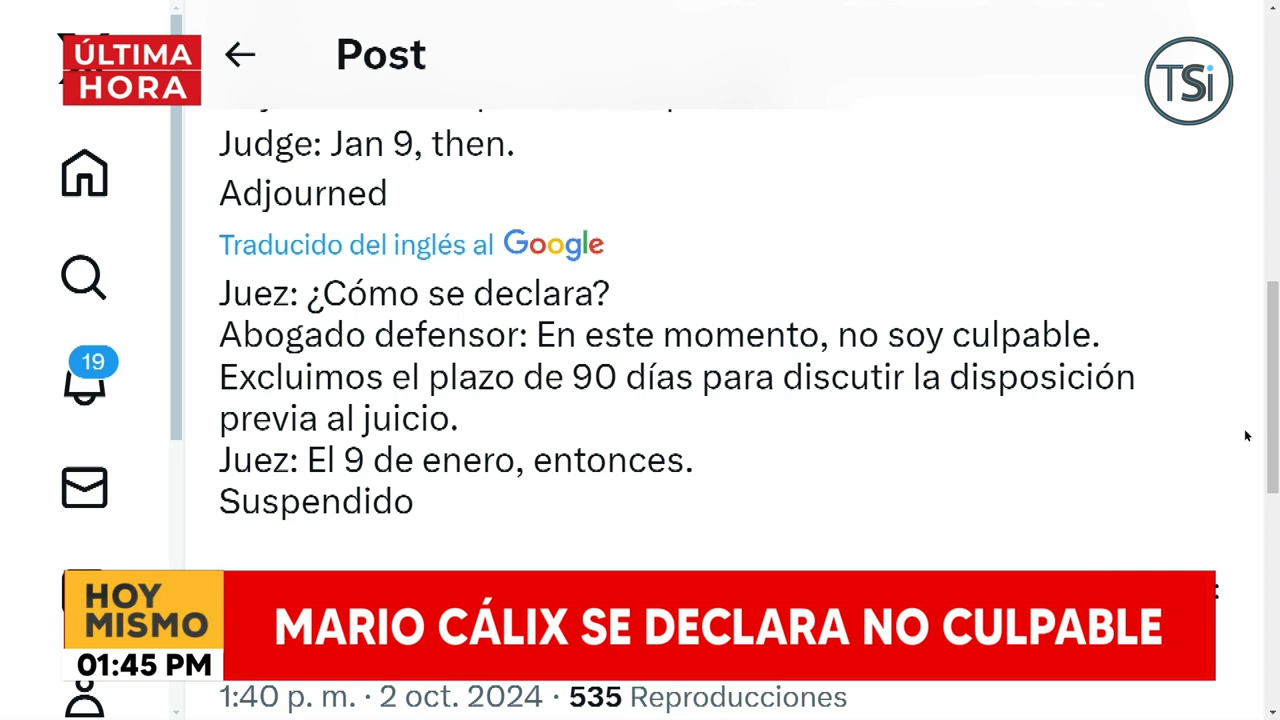 ÚLTIMA
HORA
Post
TSi
Judge: Jan 9, then.
Adjourned
Traducido del inglés al Google
Juez: ¿Cómo se declara?
Abogado defensor: En este momento, no soy culpable.
Excluimos el plazo de 90 días para discutir la disposición
previa al juicio.
Juez: El 9 de enero, entonces.
Suspendido
19
HOY
MISMO
01:45 PM
MARIO CÁLIX SE DECLARA NO CULPABLE
1:40 p. m. · 2 oct. 2024 · 535 Reproducciones